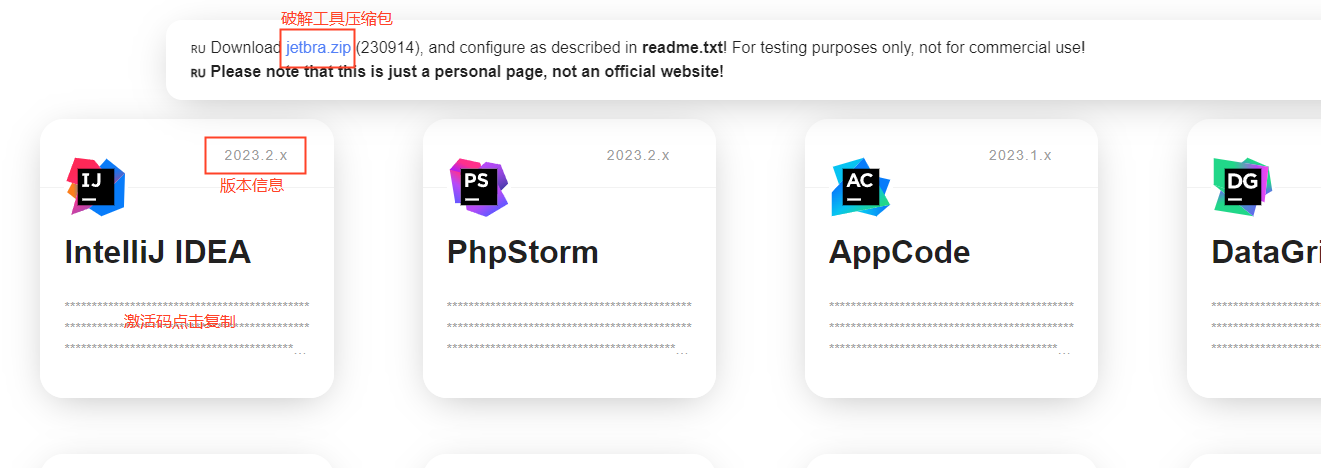 破解工具压缩包
RU Download jetbra.zip (230914), and configure as described in readme.txt! For testing purposes only, not for commercial use!
RU Please note that this is just a personal page, not an official website!
2023.2.x
2023.2.x
2023.1.x
版本信息
IJ
PS
AC
DG
IntelliJ IDEA
PhpStorm
AppCode
DataGri
激活码点击复制